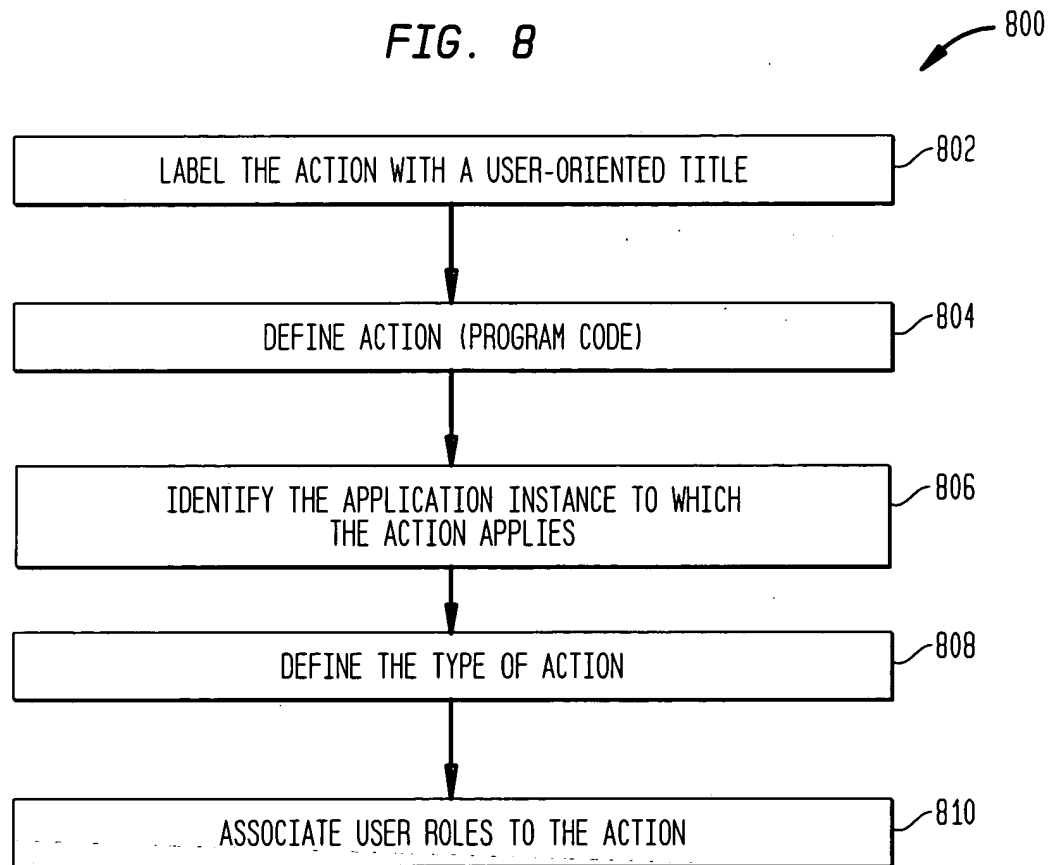 FIG. 8
800
LABEL THE ACTION WITH A USER-ORIENTED TITLE
802
DEFINE ACTION (PROGRAM CODE)
804
IDENTIFY THE APPLICATION INSTANCE TO WHICH
THE ACTION APPLIES
806
DEFINE THE TYPE OF ACTION
808
ASSOCIATE USER ROLES TO THE ACTION
810